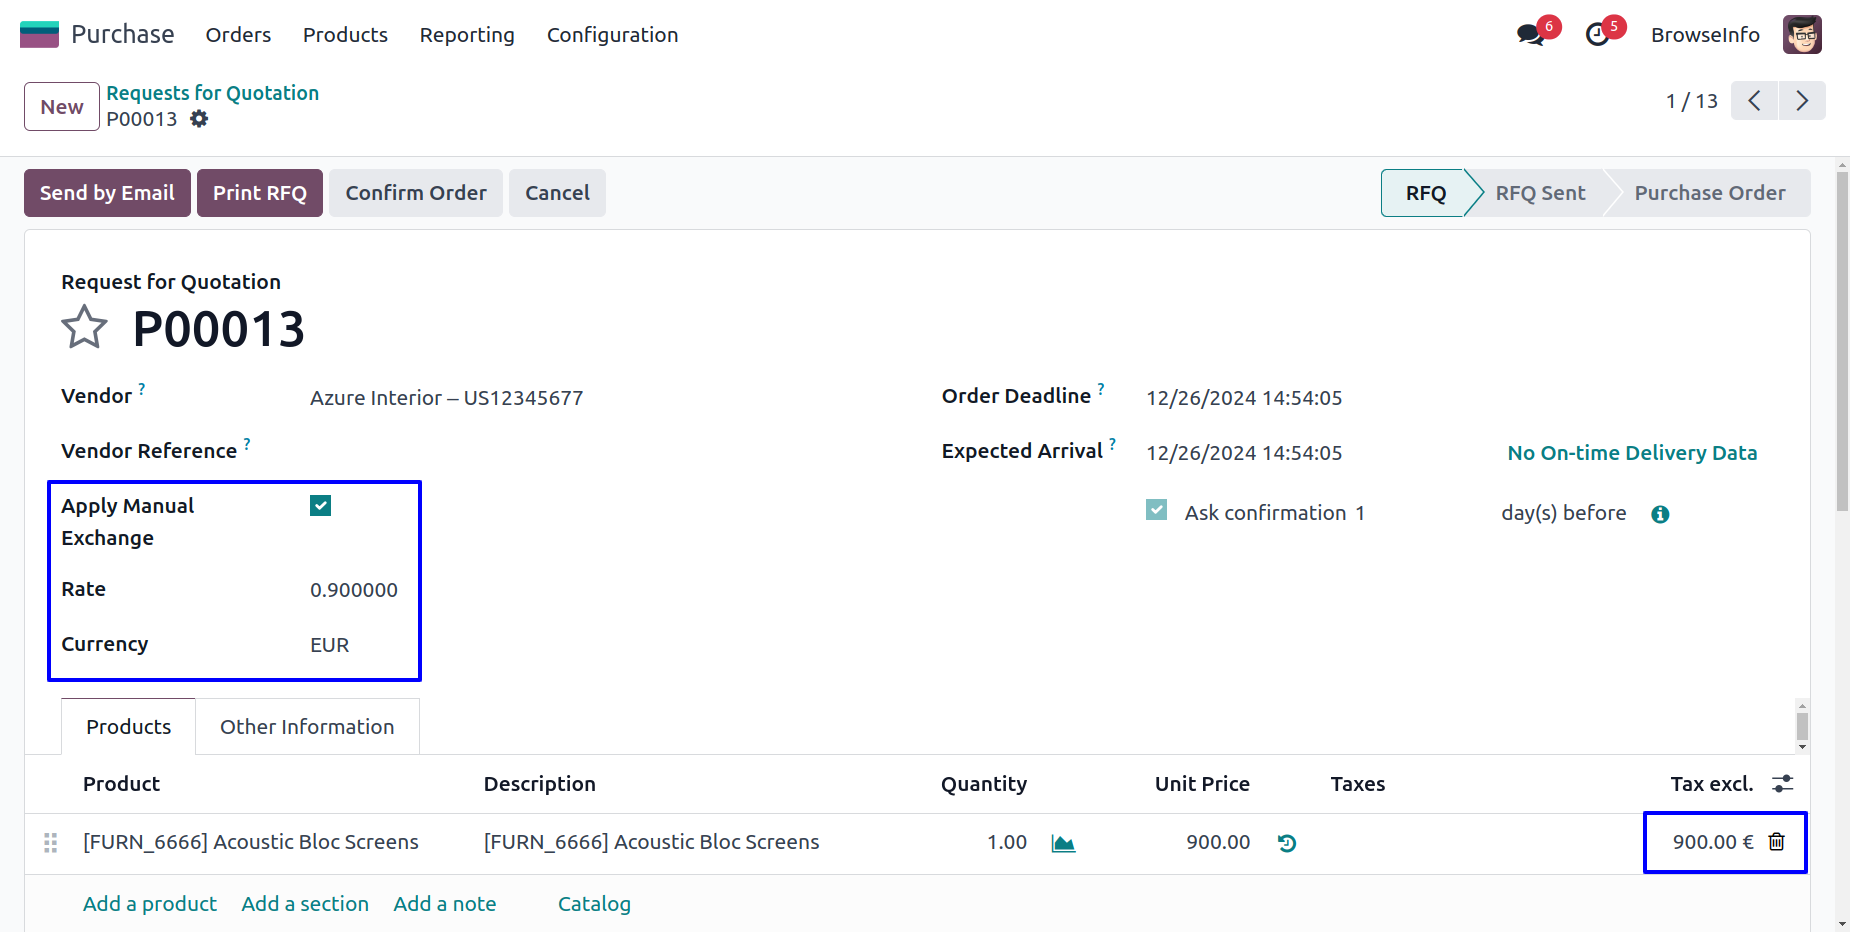 Purchase Orders Products Reporting Configuration 6 5 BrowseInfo
New Requests for Quotation
P00013
1 / 13
Send by Email Print RFQ Confirm Order Cancel RFQ RFQ Sent Purchase Order
Request for Quotation
P00013
Vendor ? Azure Interior – US12345677 Order Deadline ? 12/26/2024 14:54:05
Vendor Reference ? Expected Arrival ? 12/26/2024 14:54:05 No On-time Delivery Data
Apply Manual
Exchange
Ask confirmation 1 day(s) before
Rate 0.900000
Currency EUR
Products Other Information
Product Description Quantity Unit Price Taxes Tax excl.
[FURN_6666] Acoustic Bloc Screens [FURN_6666] Acoustic Bloc Screens 1.00 900.00 900.00 €
Add a product Add a section Add a note Catalog